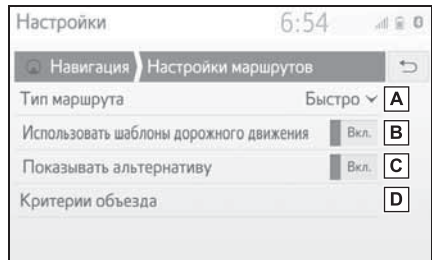 Настройки 6:54
Навигация Настройки маршрутов
Тип маршрута Быстро A
Использовать шаблоны дорожного движения Вкл. B
Показывать альтернативу Вкл. C
Критерии объезда D